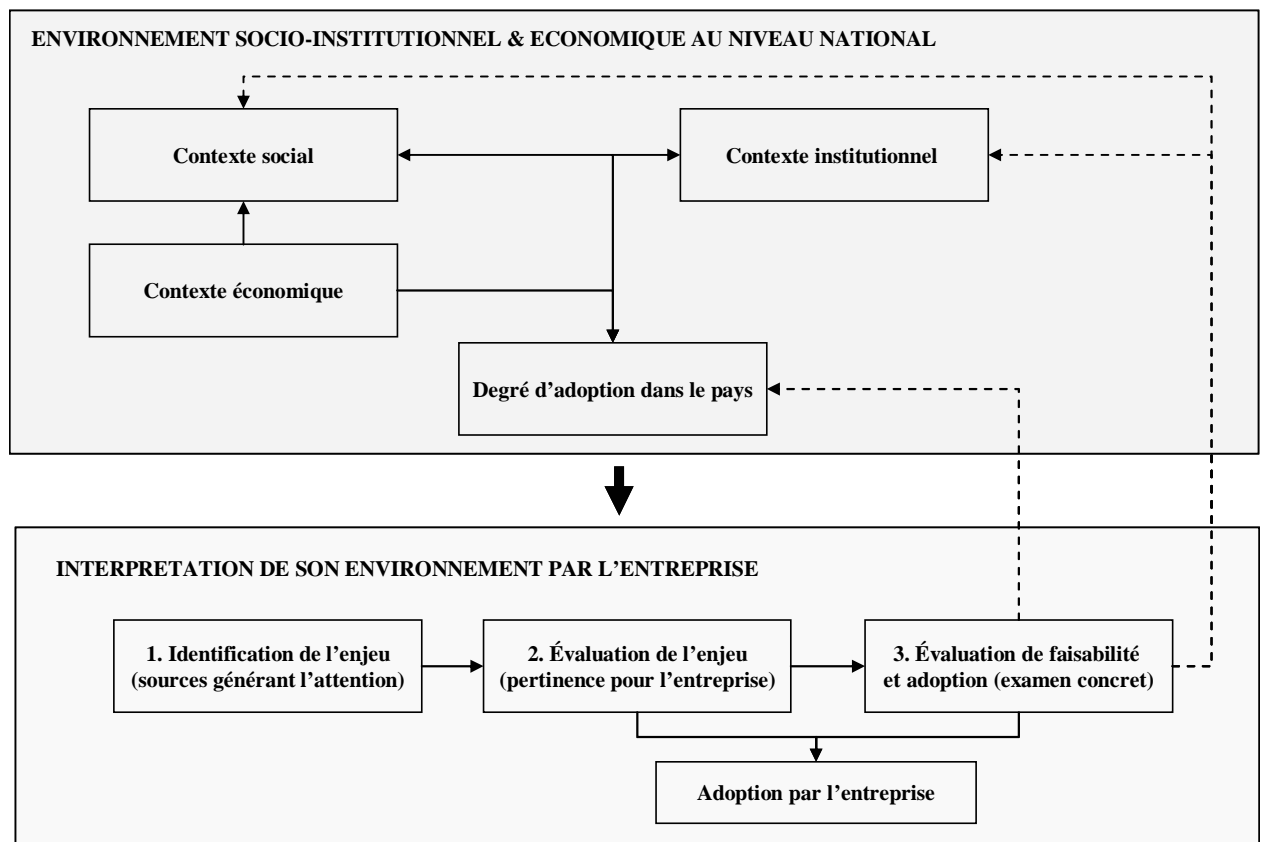 ENVIRONNEMENT SOCIO-INSTITUTIONNEL & ECONOMIQUE AU NIVEAU NATIONAL
Contexte social
Contexte institutionnel
Contexte économique
Degré d’adoption dans le pays
INTERPRETATION DE SON ENVIRONNEMENT PAR L’ENTREPRISE
1. Identification de l’enjeu
(sources générant l’attention)
2. Évaluation de l’enjeu
(pertinence pour l’entreprise)
3. Évaluation de faisabilité
et adoption (examen concret)
Adoption par l’entreprise